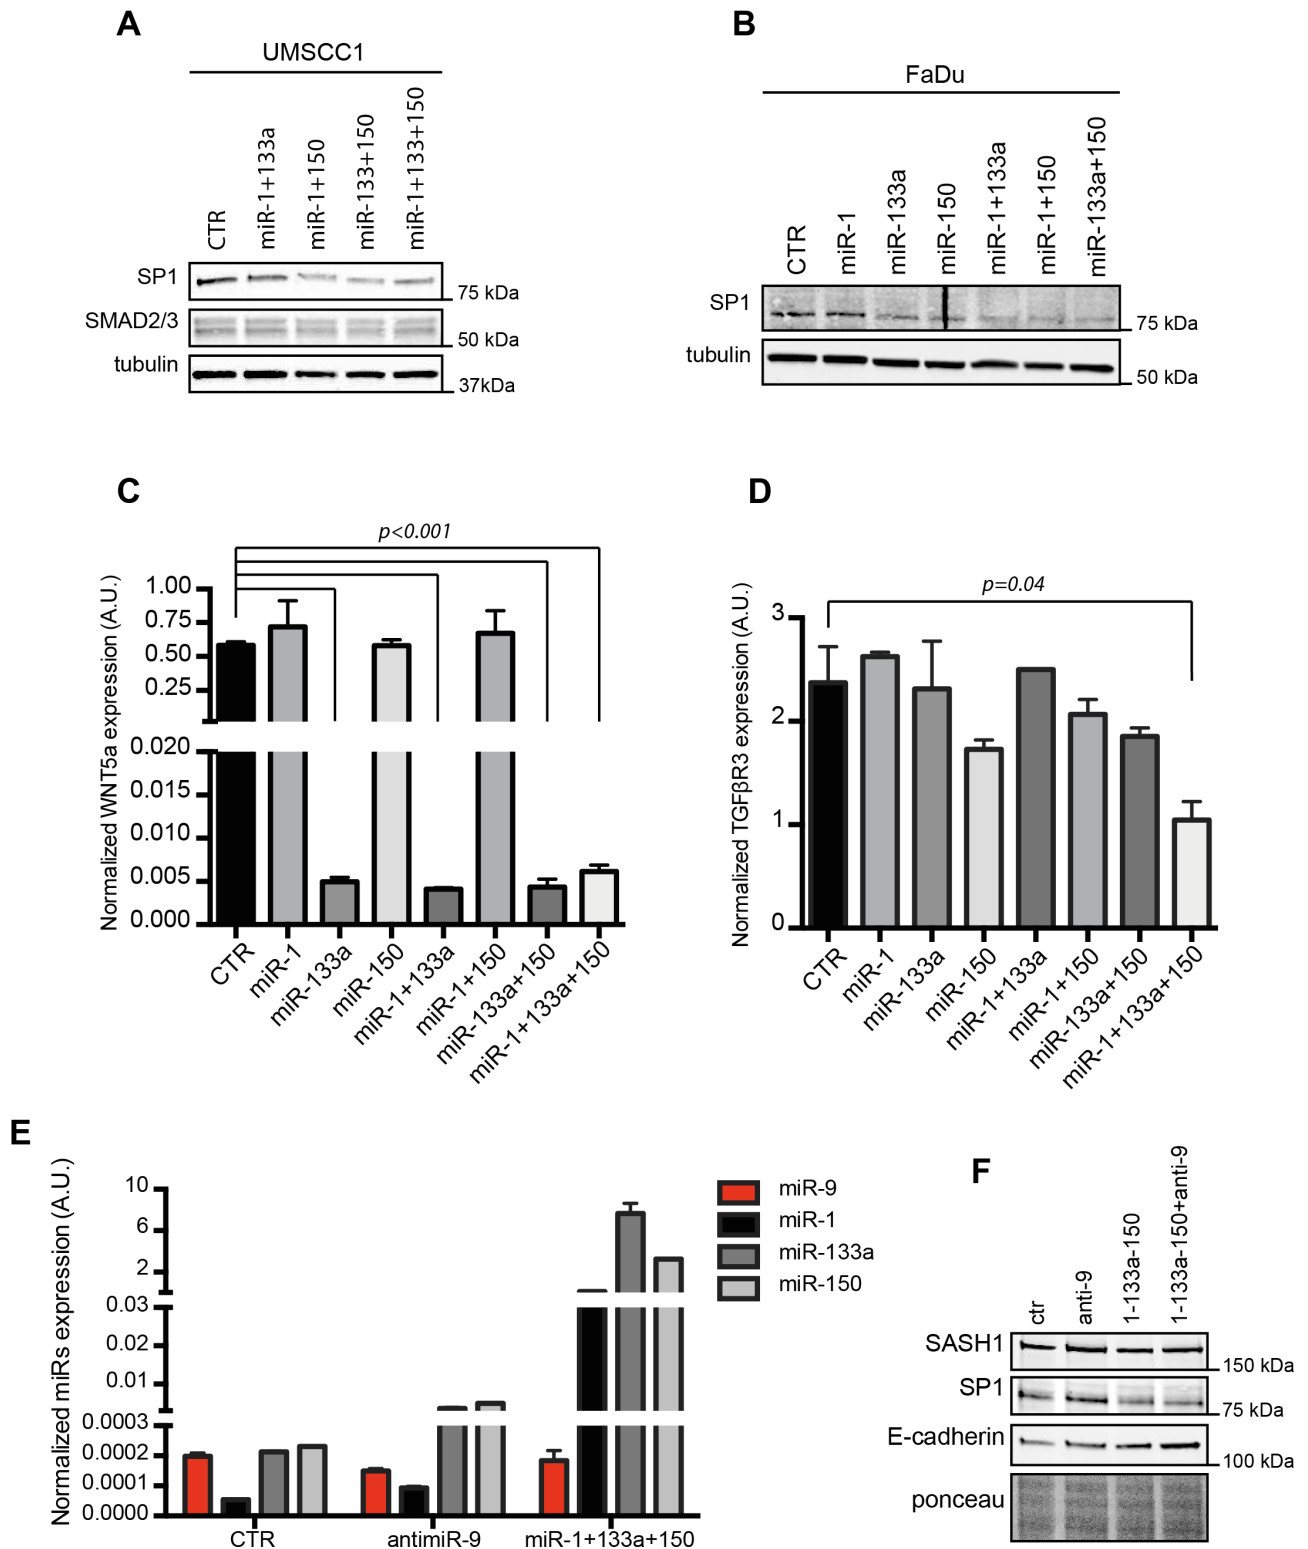 A
UMSCC1
CTR
miR-1+133a
miR-1+150
miR-133+150
miR-1+133+150
SP1
75 kDa
SMAD2/3
50 kDa
tubulin
37kDa
B
FaDu
CTR
miR-1
miR-133a
miR-150
miR-1+133a
miR-1+150
miR-133a+150
SP1
75 kDa
tubulin
50 kDa
C
p<0.001
Normalized WNT5a expression (A.U.)
1.00
0.75
0.50
0.25
0.020
0.015
0.010
0.005
0.000
CTR
miR-1
miR-133a
miR-150
miR-1+133a
miR-1+150
miR-133a+150
miR-1+133a+150
D
p=0.04
Normalized TGFβR3 expression (A.U.)
3
2
1
0
CTR
miR-1
miR-133a
miR-150
miR-1+133a
miR-1+150
miR-133a+150
miR-1+133a+150
E
Normalized miRs expression (A.U.)
10
6
2
0.03
0.02
0.01
0.0003
0.0002
0.0001
0.0000
CTR
antimiR-9
miR-1+133a+150
miR-9
miR-1
miR-133a
miR-150
F
ctr
anti-9
1-133a-150
1-133a-150+anti-9
SASH1
150 kDa
SP1
75 kDa
E-cadherin
100 kDa
ponceau